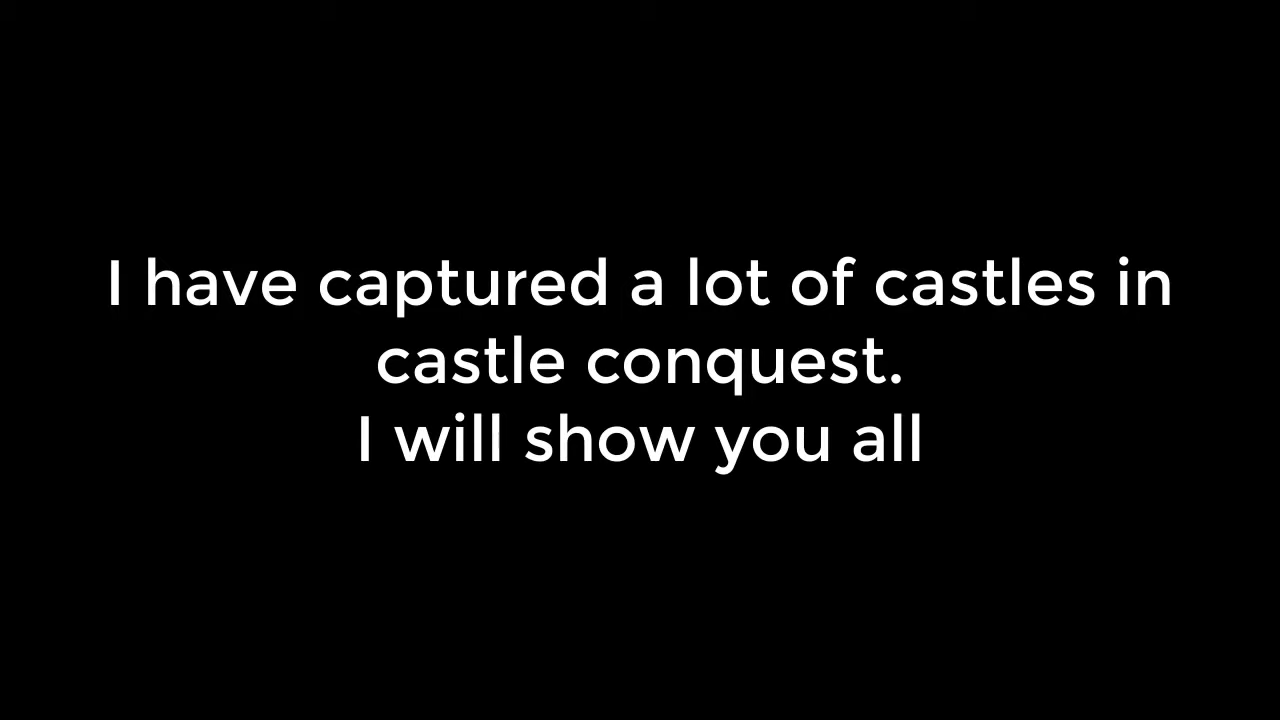 I have captured a lot of castles in
castle conquest.
I will show you all